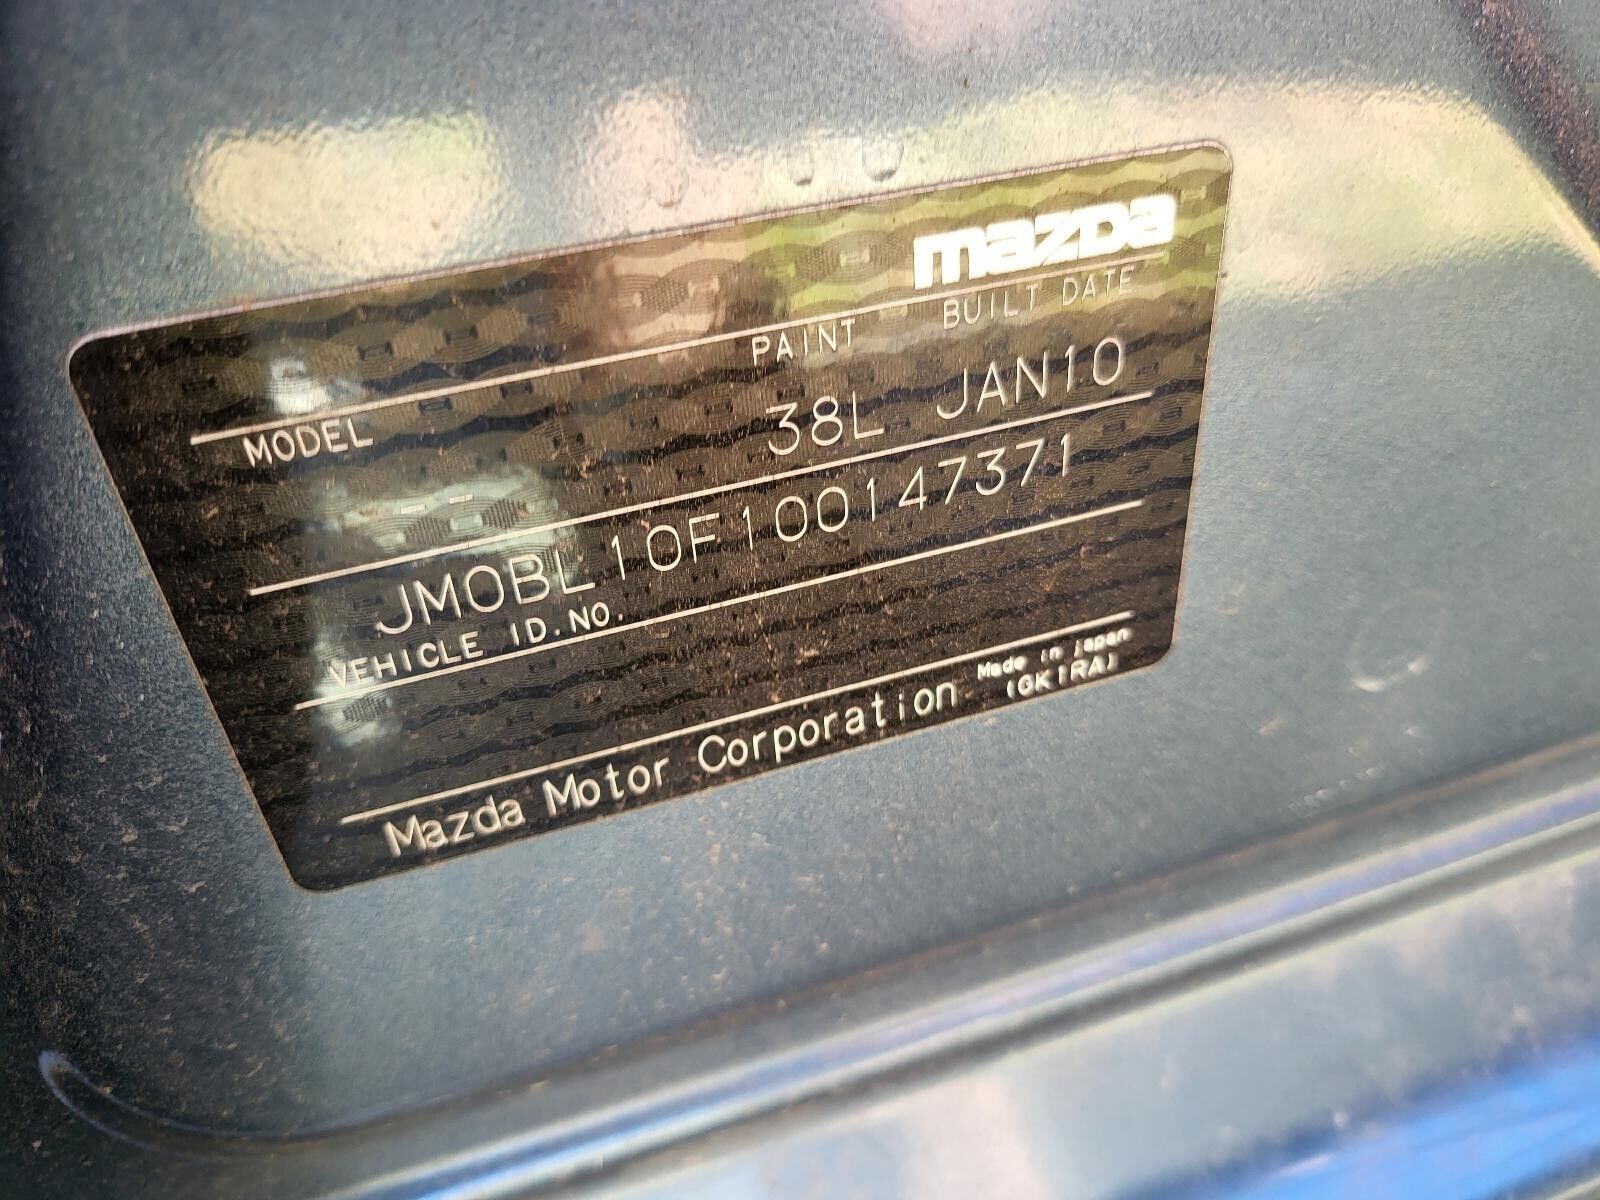 mazda
MODEL PAINT BUILT DATE
38L JAN10
JM0BL10F100147371
VEHICLE ID.NO.
Mazda Motor Corporation Made in Japan
(GK1RA)